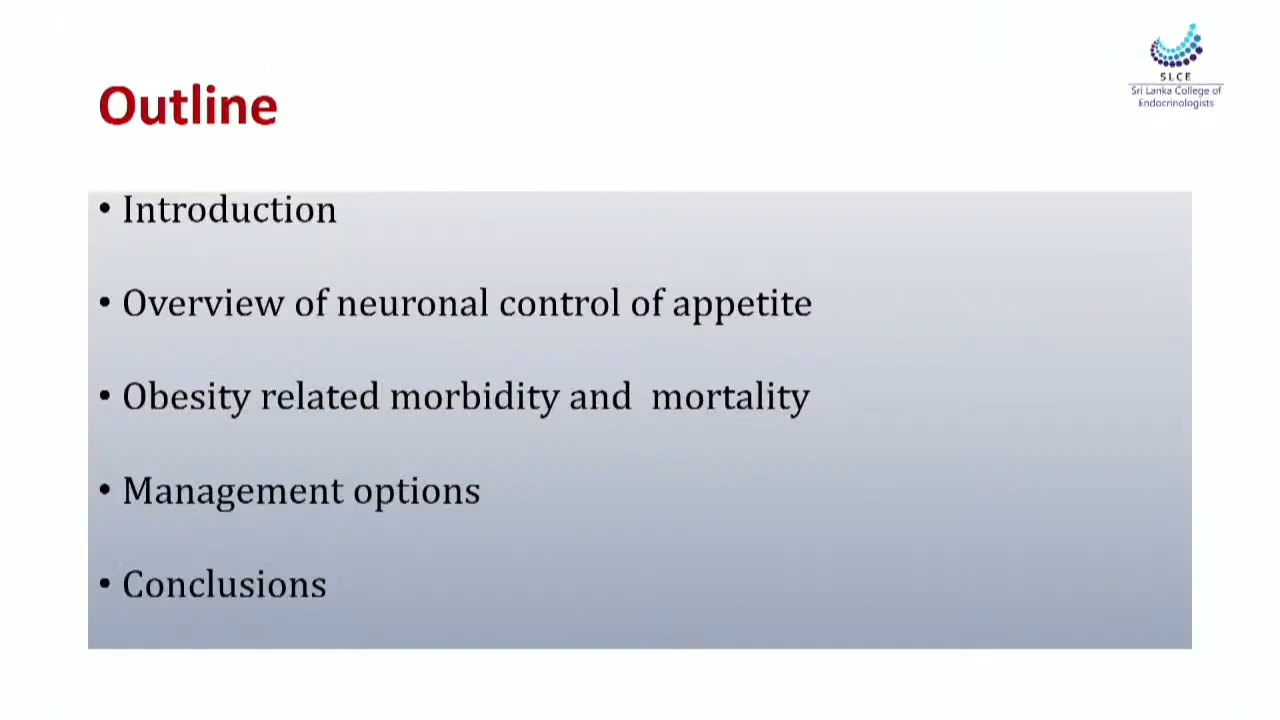 SLCE
Sri Lanka College of
Endocrinologists
Outline
• Introduction
• Overview of neuronal control of appetite
• Obesity related morbidity and  mortality
• Management options
• Conclusions